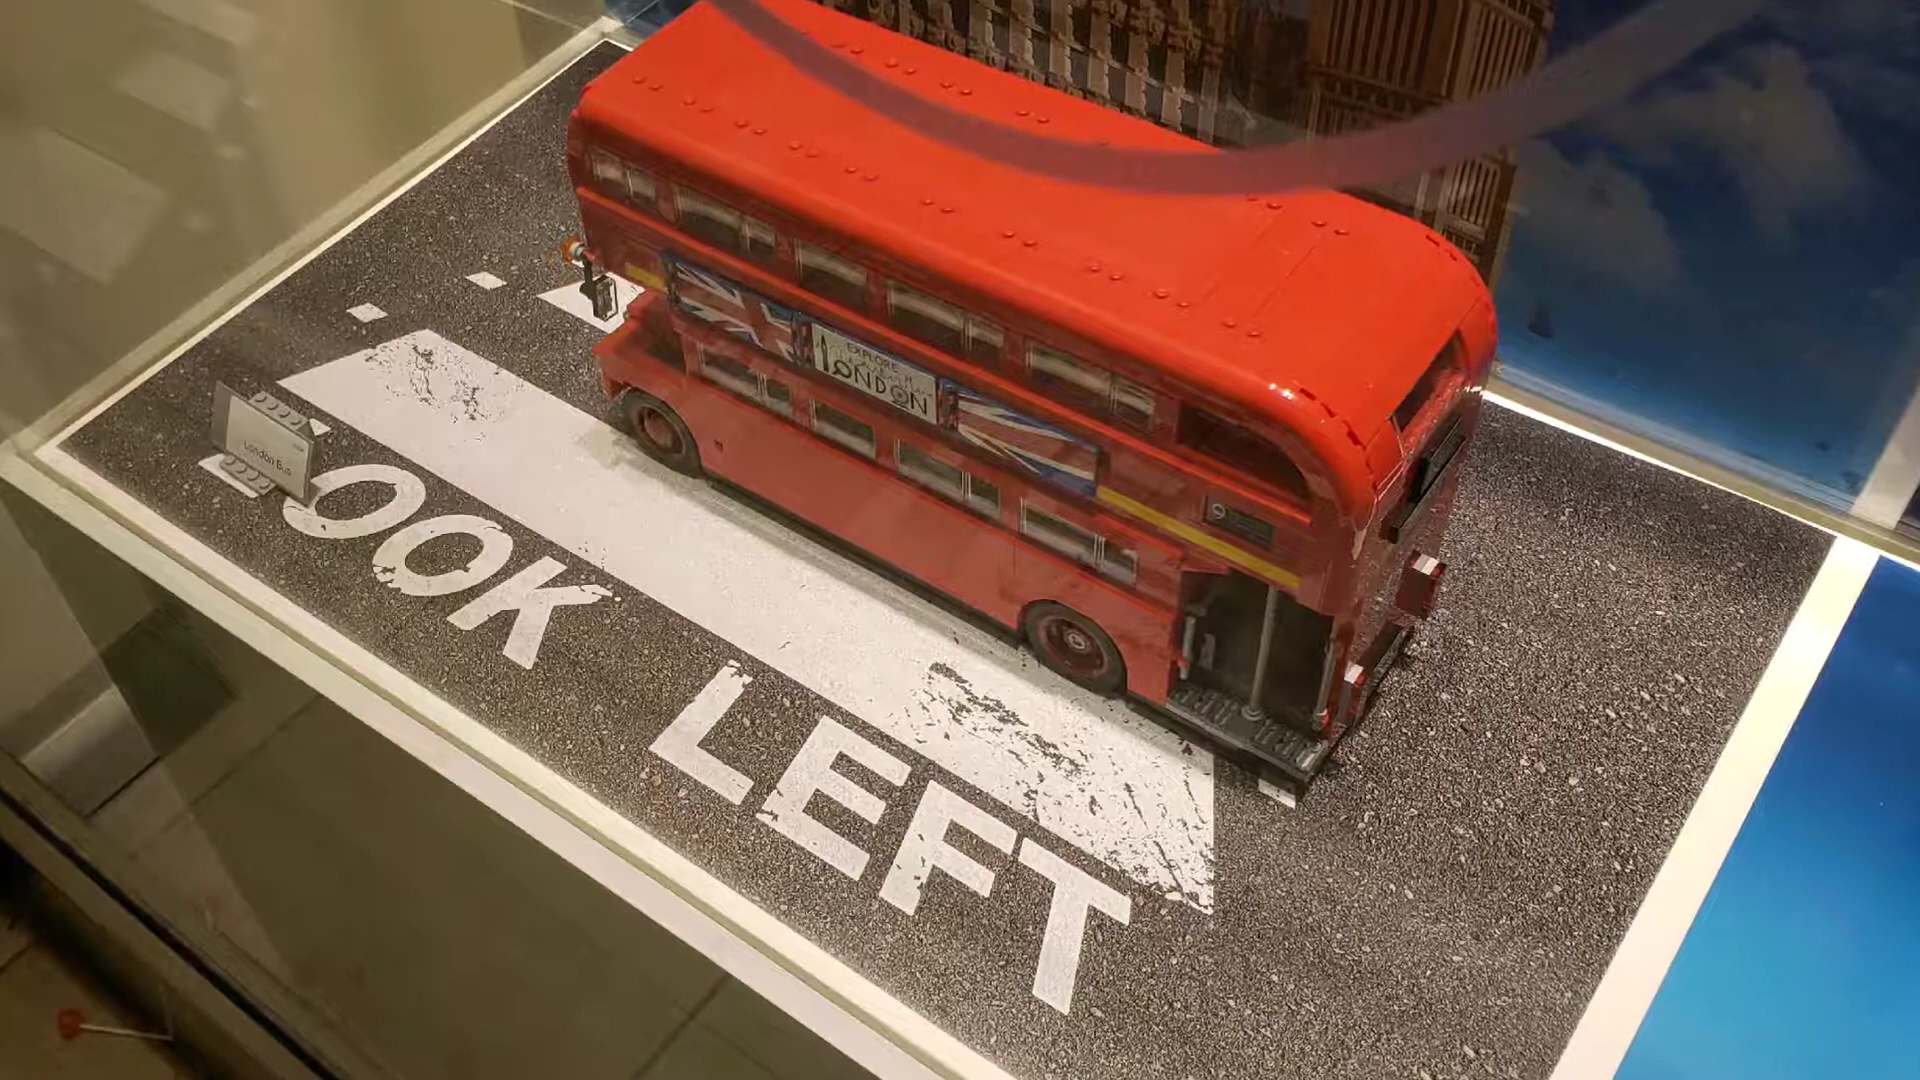 EXPLORE
LONDON
9
London Bus
OOK LEFT